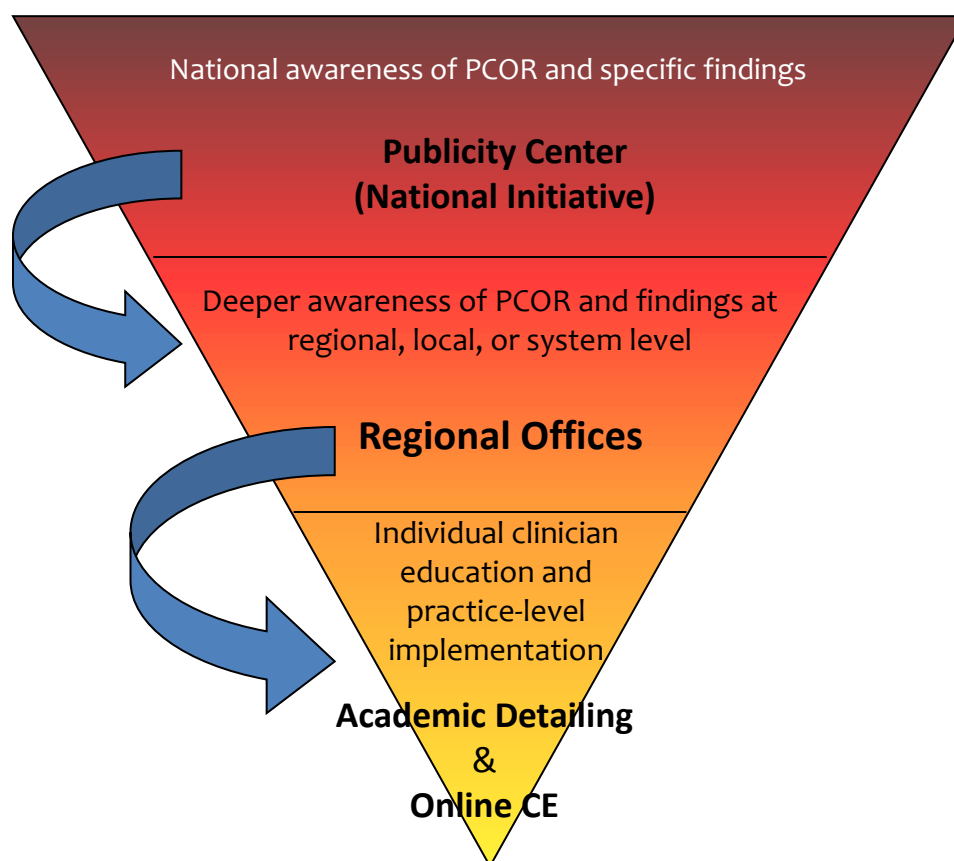 National awareness of PCOR and specific findings
Publicity Center
(National Initiative)
Deeper awareness of PCOR and findings at
regional, local, or system level
Regional Offices
Individual clinician
education and
practice-level
implementation
Academic Detailing
&
Online CE